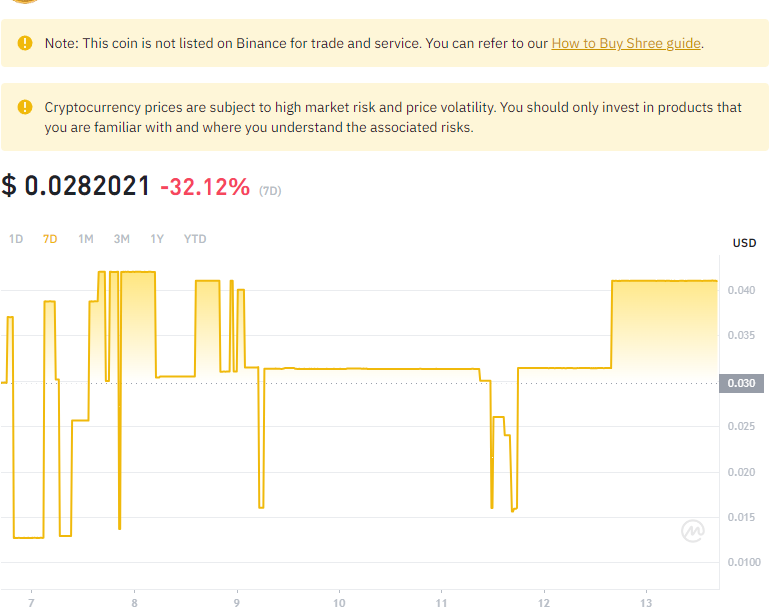 Note: This coin is not listed on Binance for trade and service. You can refer to our How to Buy Shree guide.
Cryptocurrency prices are subject to high market risk and price volatility. You should only invest in products that
you are familiar with and where you understand the associated risks.
$ 0.0282021 -32.12% (7D)
1D 7D 1M 3M 1Y YTD
USD
0.040
0.035
0.030
0.025
0.020
0.015
0.0100
7 8 9 10 11 12 13